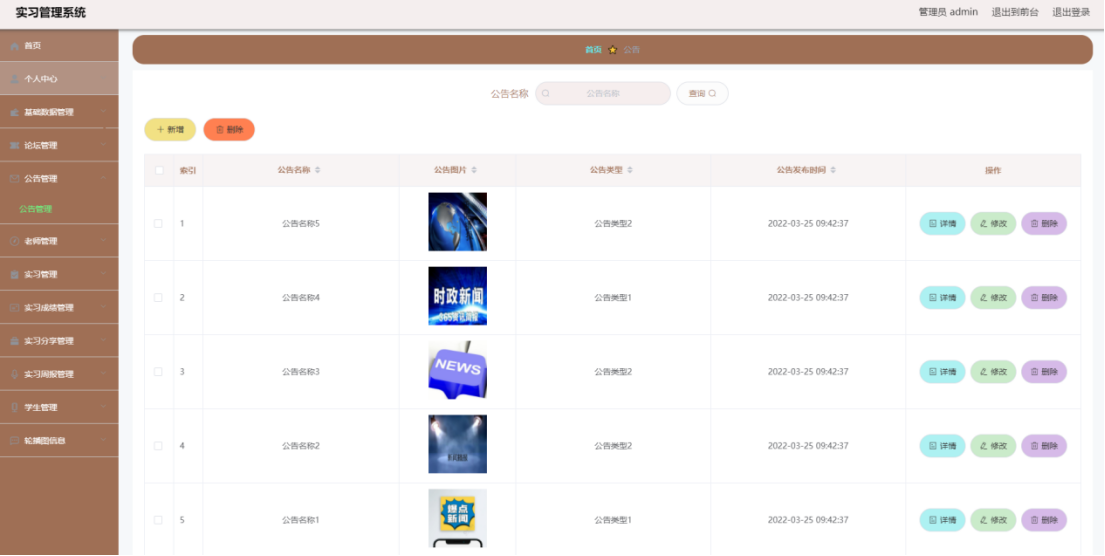 实习管理系统
管理员 admin 退出到前台 退出登录
首页
个人中心
基础数据管理
论坛管理
公告管理
公告管理
老师管理
实习管理
实习成绩管理
实习分享管理
实习周报管理
学生管理
轮播图信息
首页 公告
公告名称 公告名称 查询
新增 删除
索引 公告名称 公告图片 公告类型 公告发布时间 操作
1 公告名称5 公告类型2 2022-03-25 09:42:37 详情 修改 删除
2 公告名称4 时政新闻 公告类型1 2022-03-25 09:42:37 详情 修改 删除
3 公告名称3 NEWS 公告类型2 2022-03-25 09:42:37 详情 修改 删除
4 公告名称2 公告类型2 2022-03-25 09:42:37 详情 修改 删除
5 公告名称1 爆点新闻 公告类型1 2022-03-25 09:42:37 详情 修改 删除